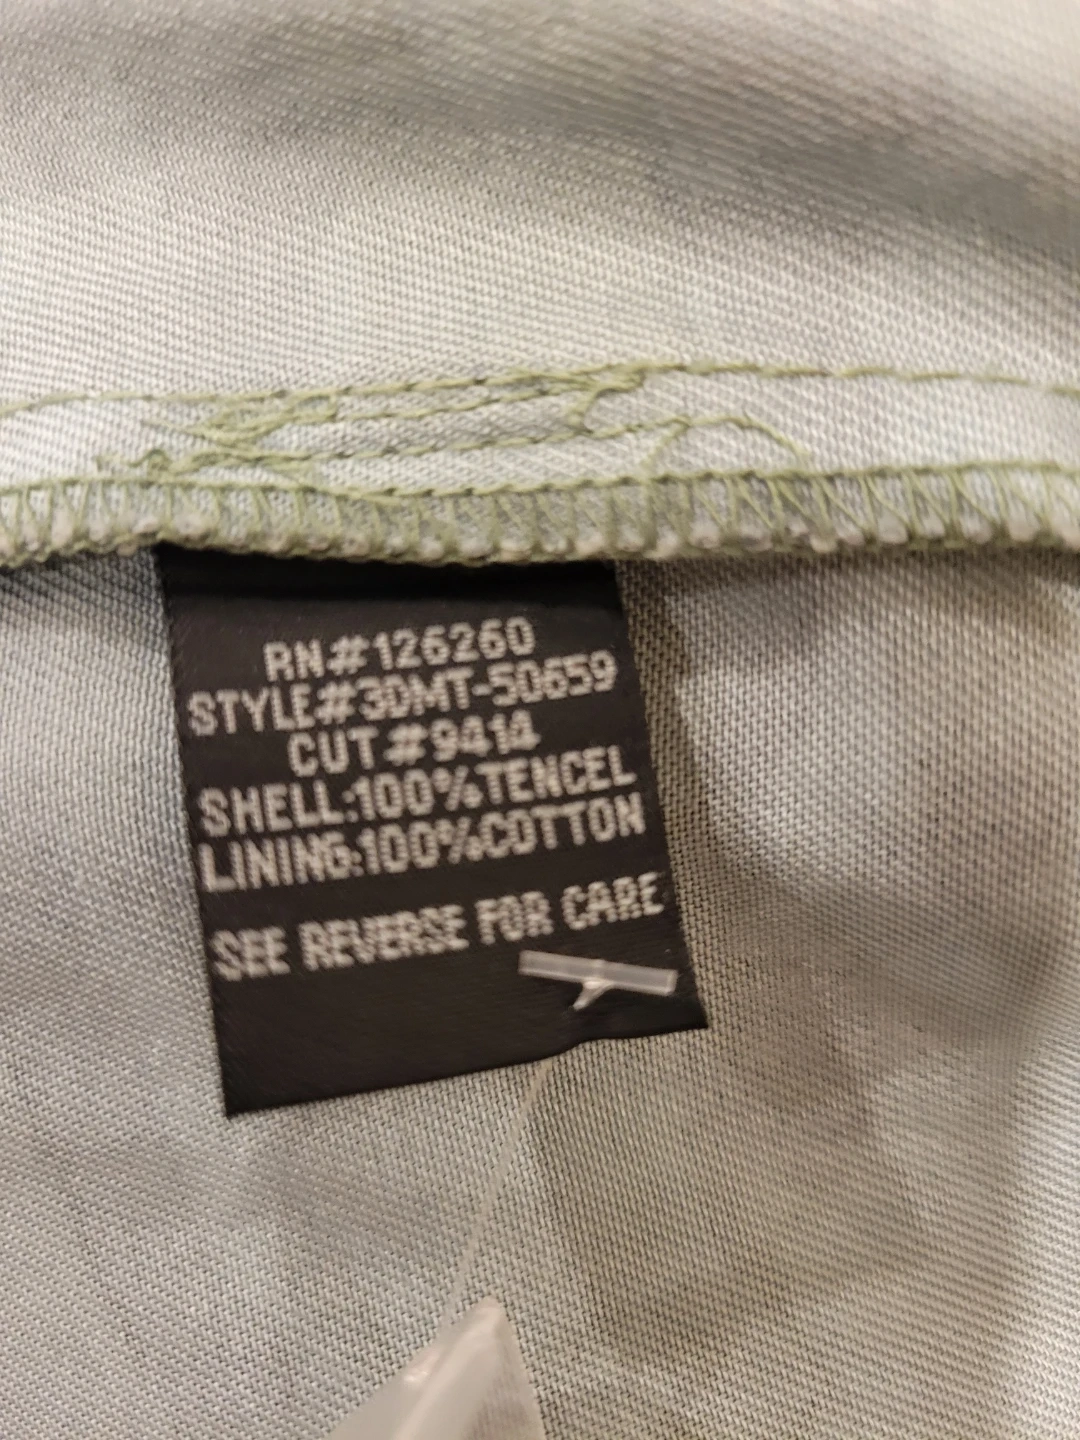 RN#126260
STYLE#3DMT-50659
CUT#9414
SHELL:100%TENCEL
LINING:100%COTTON
SEE REVERSE FOR CARE